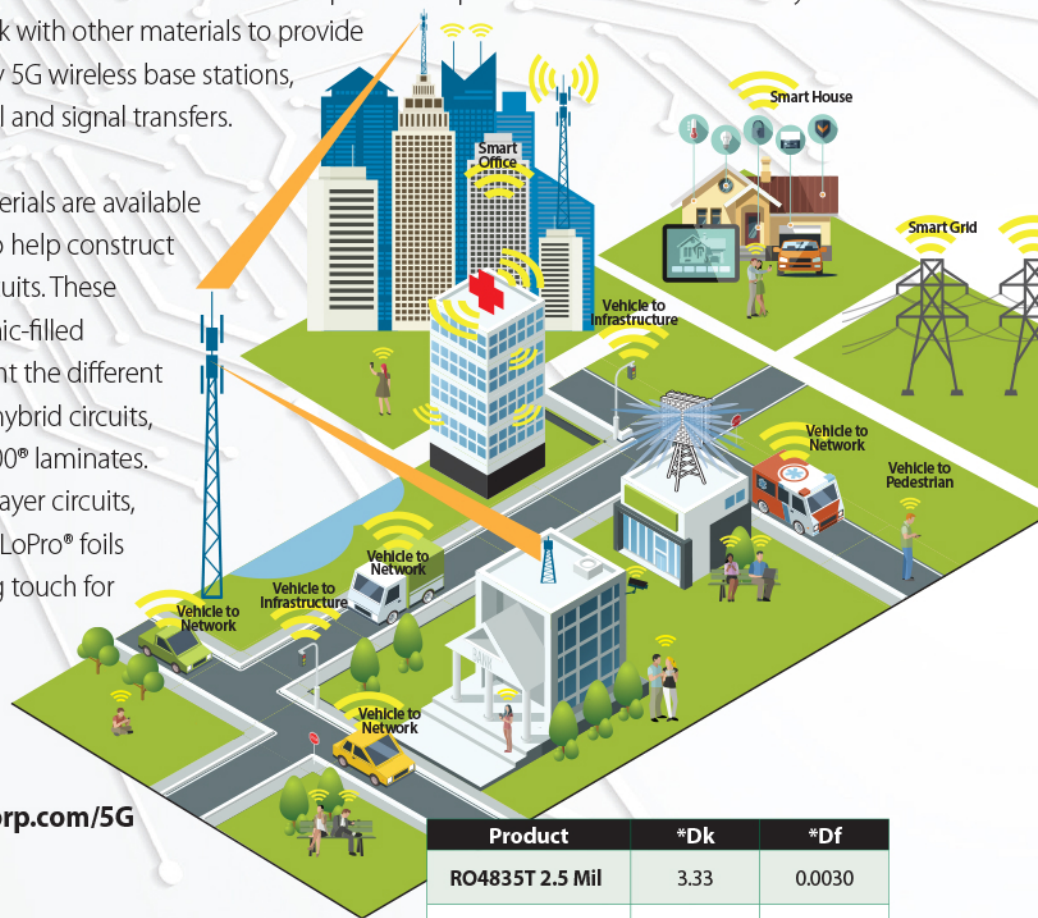 k with other materials to provide
y 5G wireless base stations,
l and signal transfers.
erials are available
o help construct
cuits. These
nic-filled
nt the different
hybrid circuits,
00® laminates.
ayer circuits,
LoPro® foils
g touch for
orp.com/5G
Smart
Office
Smart House
Smart Grid
Vehicle to
Infrastructure
Vehicle to
Network
Vehicle to
Pedestrian
Vehicle to
Network
Vehicle to
Infrastructure
Vehicle to
Network
BANK
Vehicle to
Network
Product *Dk *Df
RO4835T 2.5 Mil 3.33 0.0030